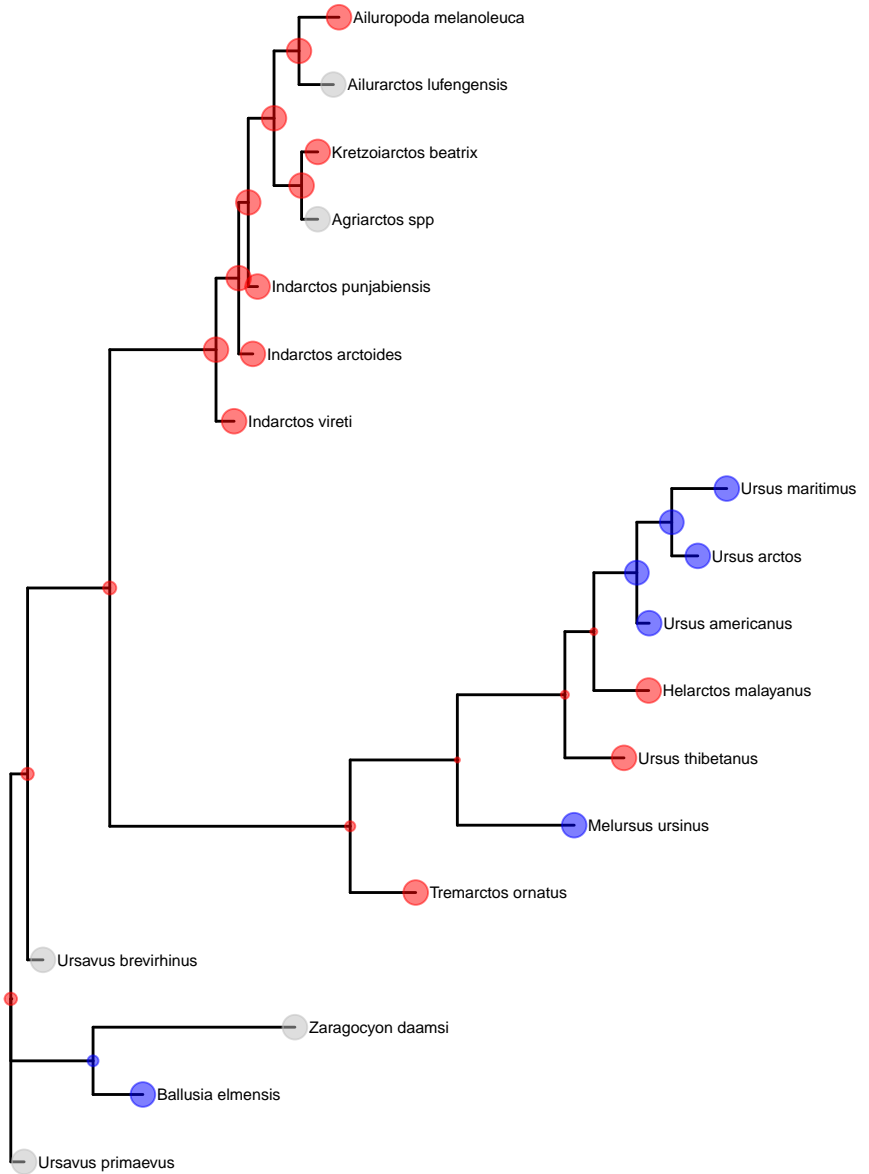 Ailuropoda melanoleuca
Ailurarctos lufengensis
Kretzoiarctos beatrix
Agriarctos spp
Indarctos punjabiensis
Indarctos arctoides
Indarctos vireti
Ursus maritimus
Ursus arctos
Ursus americanus
Helarctos malayanus
Ursus thibetanus
Melursus ursinus
Tremarctos ornatus
Ursavus brevirhinus
Zaragocyon daamsi
Ballusia elmensis
Ursavus primaevus